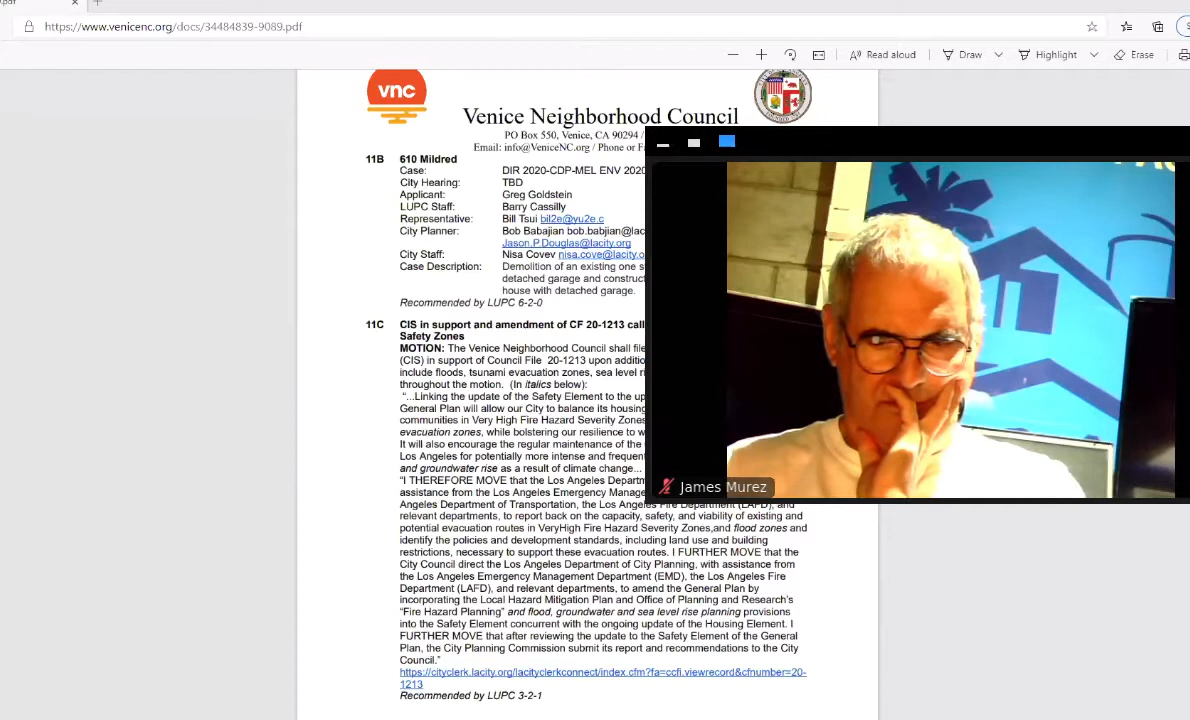 .pdf
https://www.venicenc.org/docs/34484839-9089.pdf
Read aloud
Draw
Highlight
Erase
vnc
Venice Neighborhood Council
PO Box 550, Venice, CA 90294 /
Email: info@VeniceNC.org / Phone or Fa
11B 610 Mildred
Case: DIR 2020-CDP-MEL ENV 2020
City Hearing: TBD
Applicant: Greg Goldstein
LUPC Staff: Barry Cassilly
Representative: Bill Tsui bil2e@yu2e.c
City Planner: Bob Babajian bob.babjian@lac
Jason.P.Douglas@lacity.org
City Staff: Nisa Covev nisa.cove@lacity.o
Case Description: Demolition of an existing one s
detached garage and construct
house with detached garage.
Recommended by LUPC 6-2-0
11C CIS in support and amendment of CF 20-1213 call
Safety Zones
MOTION: The Venice Neighborhood Council shall file
(CIS) in support of Council File 20-1213 upon additio
include floods, tsunami evacuation zones, sea level ri
throughout the motion. (In italics below):
"...Linking the update of the Safety Element to the up
General Plan will allow our City to balance its housing
communities in Very High Fire Hazard Severity Zones
evacuation zones, while bolstering our resilience to w
It will also encourage the regular maintenance of the
Los Angeles for potentially more intense and frequent
and groundwater rise as a result of climate change...
"I THEREFORE MOVE that the Los Angeles Departm
assistance from the Los Angeles Emergency Manage
Angeles Department of Transportation, the Los Angeles Fire Department (LAFD), and
relevant departments, to report back on the capacity, safety, and viability of existing and
potential evacuation routes in VeryHigh Fire Hazard Severity Zones,and flood zones and
identify the policies and development standards, including land use and building
restrictions, necessary to support these evacuation routes. I FURTHER MOVE that the
City Council direct the Los Angeles Department of City Planning, with assistance from
the Los Angeles Emergency Management Department (EMD), the Los Angeles Fire
Department (LAFD), and relevant departments, to amend the General Plan by
incorporating the Local Hazard Mitigation Plan and Office of Planning and Research's
"Fire Hazard Planning" and flood, groundwater and sea level rise planning provisions
into the Safety Element concurrent with the ongoing update of the Housing Element. I
FURTHER MOVE that after reviewing the update to the Safety Element of the General
Plan, the City Planning Commission submit its report and recommendations to the City
Council."
https://cityclerk.lacity.org/lacityclerkconnect/index.cfm?fa=ccfi.viewrecord&cfnumber=20-
1213
Recommended by LUPC 3-2-1
James Murez